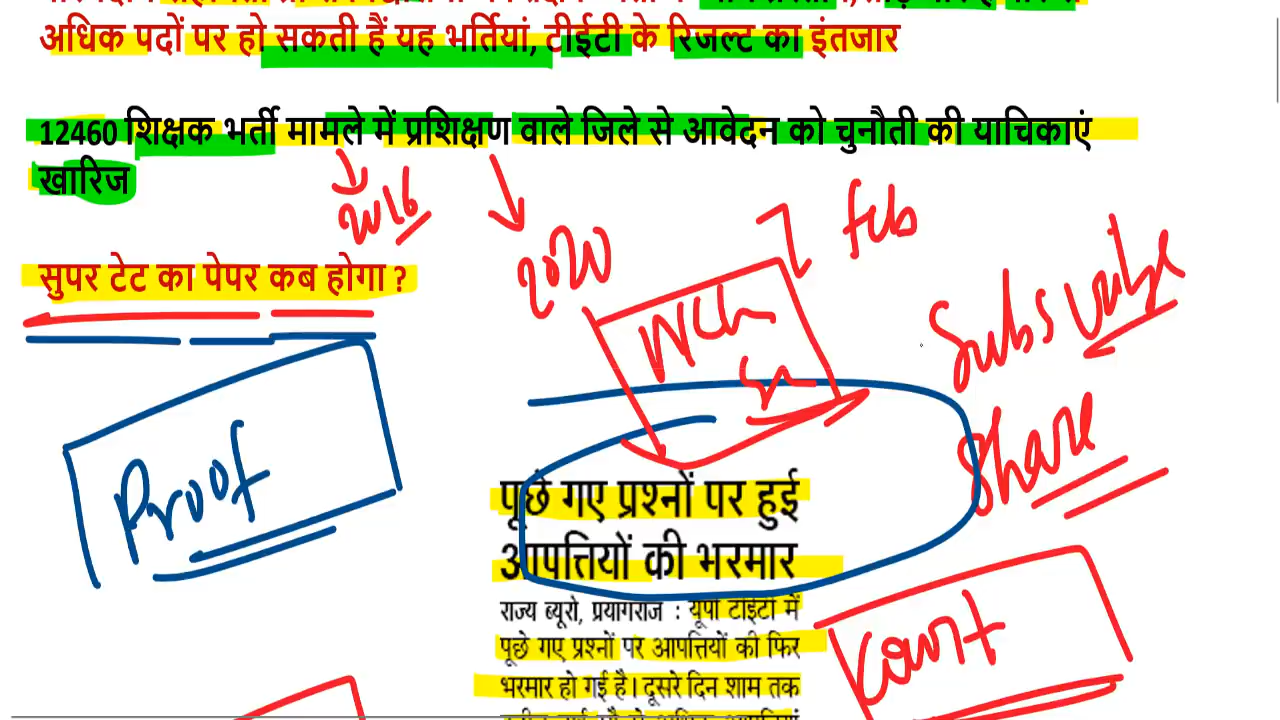 अधिक पदों पर हो सकती हैं यह भर्तियां, टीईटी के रिजल्ट का इंतजार
12460 शिक्षक भर्ती मामले में प्रशिक्षण वाले जिले से आवेदन को चुनौती की याचिकाएं
खारिज
2016
Feb
2020
सुपर टेट का पेपर कब होगा ?
Subscribe
Share
Proof
पूछे गए प्रश्नों पर हुई
आपत्तियों की भरमार
राज्य ब्यूरो, प्रयागराज : यूपी टीईटी में
पूछे गए प्रश्नों पर आपत्तियों की फिर
भरमार हो गई है। दूसरे दिन शाम तक
Court